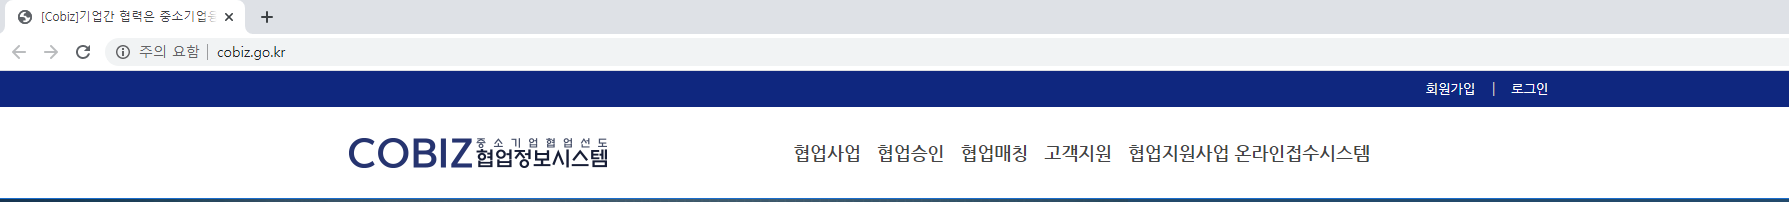 [Cobiz]기업간 협력은 중소기업
주의 요함 | cobiz.go.kr
회원가입 | 로그인
COBIZ 중소기업협업선도
협업정보시스템
협업사업 협업승인 협업매칭 고객지원 협업지원사업 온라인접수시스템